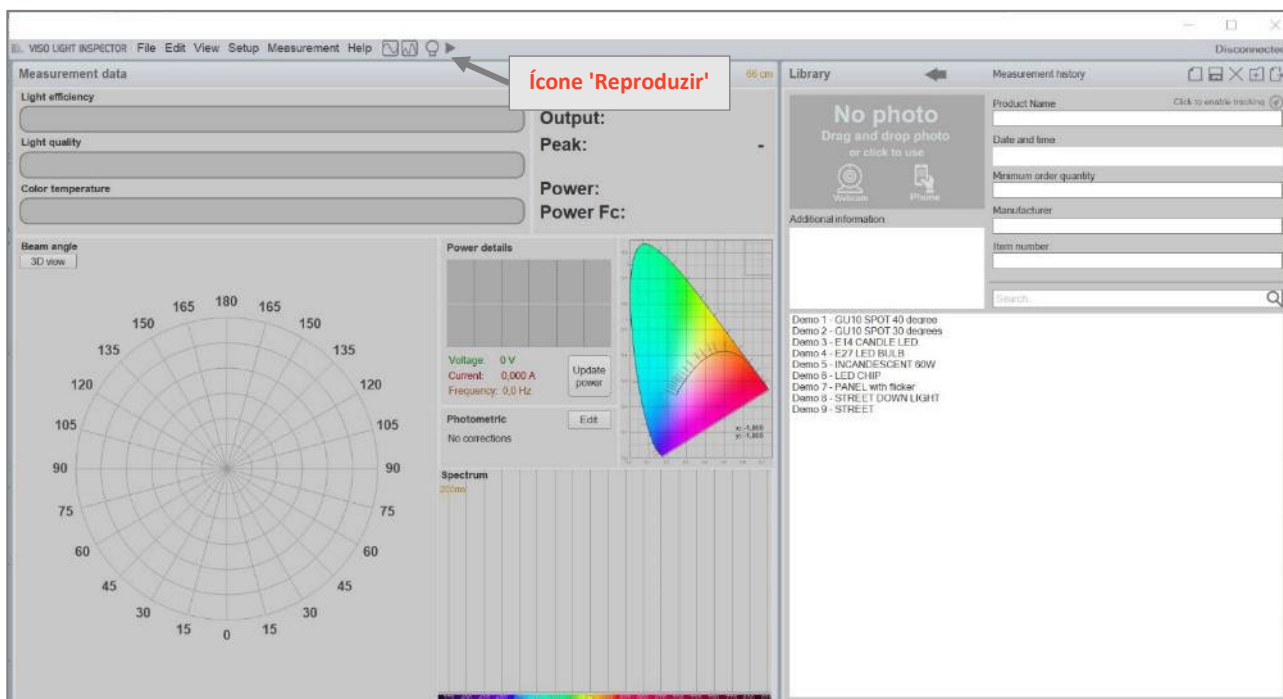 VISO LIGHT INSPECTOR File Edit View Setup Measurement Help
Disconnected
Ícone 'Reproduzir'
Measurement data
66 cm
Light efficiency
Light quality
Color temperature
Output:
Peak: -
Power:
Power Fc:
Beam angle
3D view
180
165 165
150 150
135 135
120 120
105 105
90 90
75 75
60 60
45 45
30 30
15 15
0
Power details
Voltage: 0 V
Current: 0,000 A
Frequency: 0,0 Hz
Update
power
Photometric
Edit
No corrections
x: -1,000
y: -1,000
Spectrum
Library
Measurement history
No photo
Drag and drop photo
or click to use
Webcam Phone
Additional information
Product Name
Click to enable tracking
Date and time
Minimum order quantity
Manufacturer
Item number
Search...
Demo 1 - GU10 SPOT 40 degree
Demo 2 - GU10 SPOT 30 degrees
Demo 3 - E14 CANDLE LED
Demo 4 - E27 LED BULB
Demo 5 - INCANDESCENT 60W
Demo 6 - LED CHIP
Demo 7 - PANEL with flicker
Demo 8 - STREET DOWN LIGHT
Demo 9 - STREET